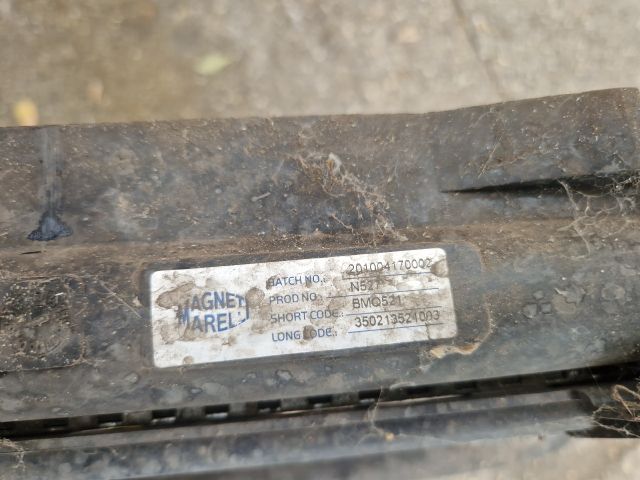 MAGNETI
MARELLI
BATCH NO.: 201004170002
PROD NO.: N527
SHORT CODE.: BMQ521
LONG CODE.: 350213521003